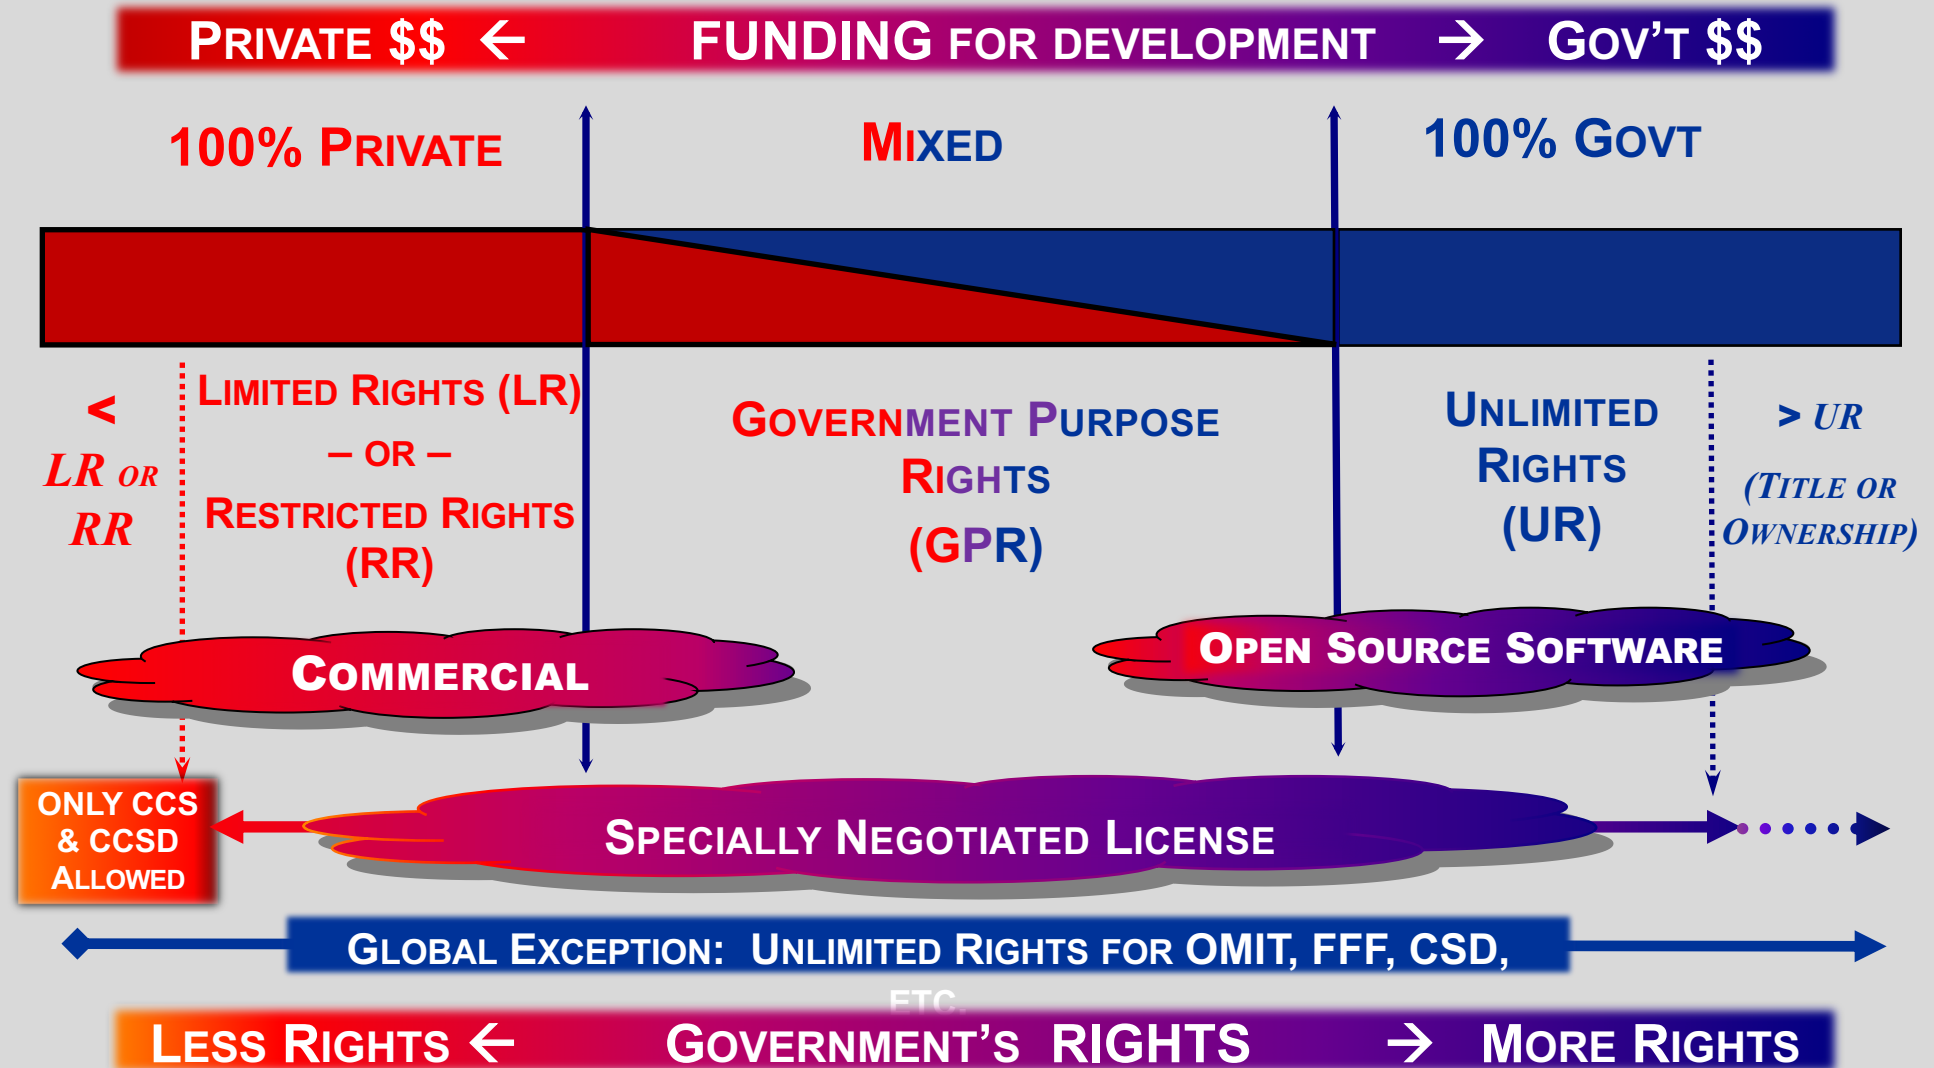 PRIVATE $$ ← FUNDING FOR DEVELOPMENT → GOV'T $$
100% PRIVATE
MIXED
100% GOVT
<
LR OR
RR
LIMITED RIGHTS (LR)
– OR –
RESTRICTED RIGHTS
(RR)
GOVERNMENT PURPOSE
RIGHTS
(GPR)
UNLIMITED
RIGHTS
(UR)
> UR
(TITLE OR
OWNERSHIP)
COMMERCIAL
OPEN SOURCE SOFTWARE
ONLY CCS
& CCSD
ALLOWED
SPECIALLY NEGOTIATED LICENSE
GLOBAL EXCEPTION: UNLIMITED RIGHTS FOR OMIT, FFF, CSD,
ETC.
LESS RIGHTS ← GOVERNMENT'S RIGHTS → MORE RIGHTS